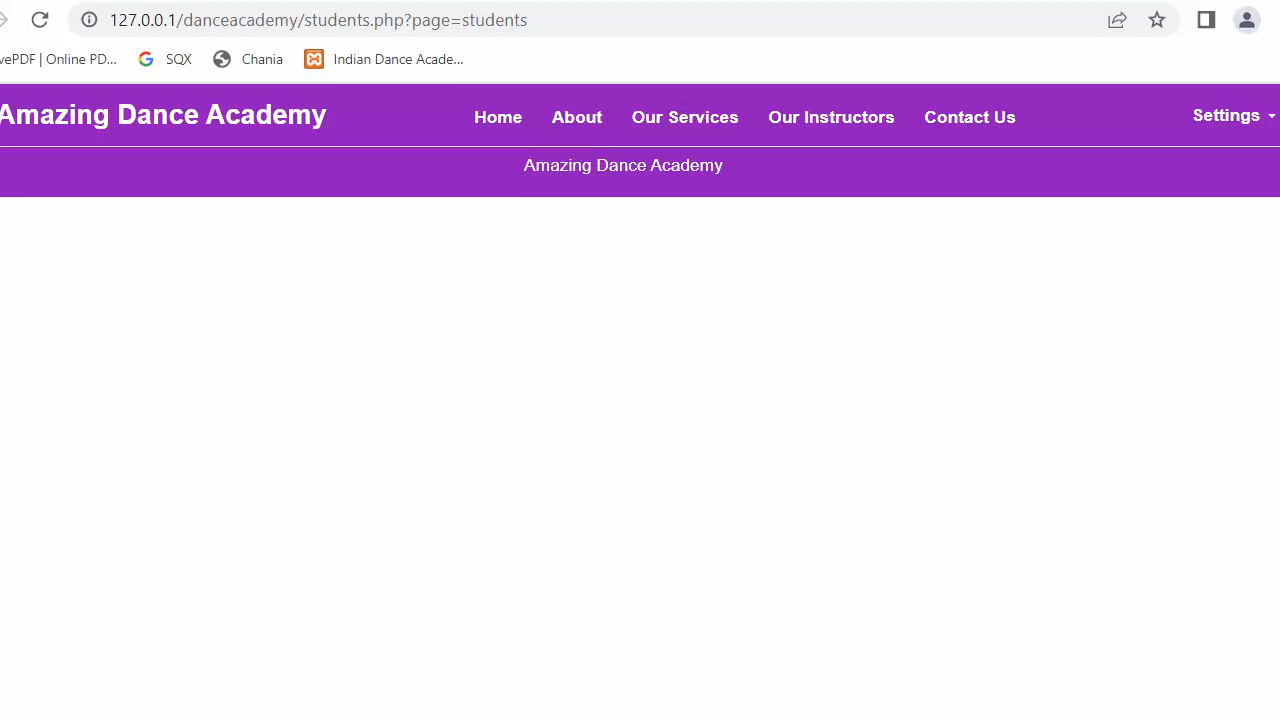 127.0.0.1/danceacademy/students.php?page=students
vePDF | Online PD... SQX Chania Indian Dance Acade...
Amazing Dance Academy Home About Our Services Our Instructors Contact Us Settings
Amazing Dance Academy